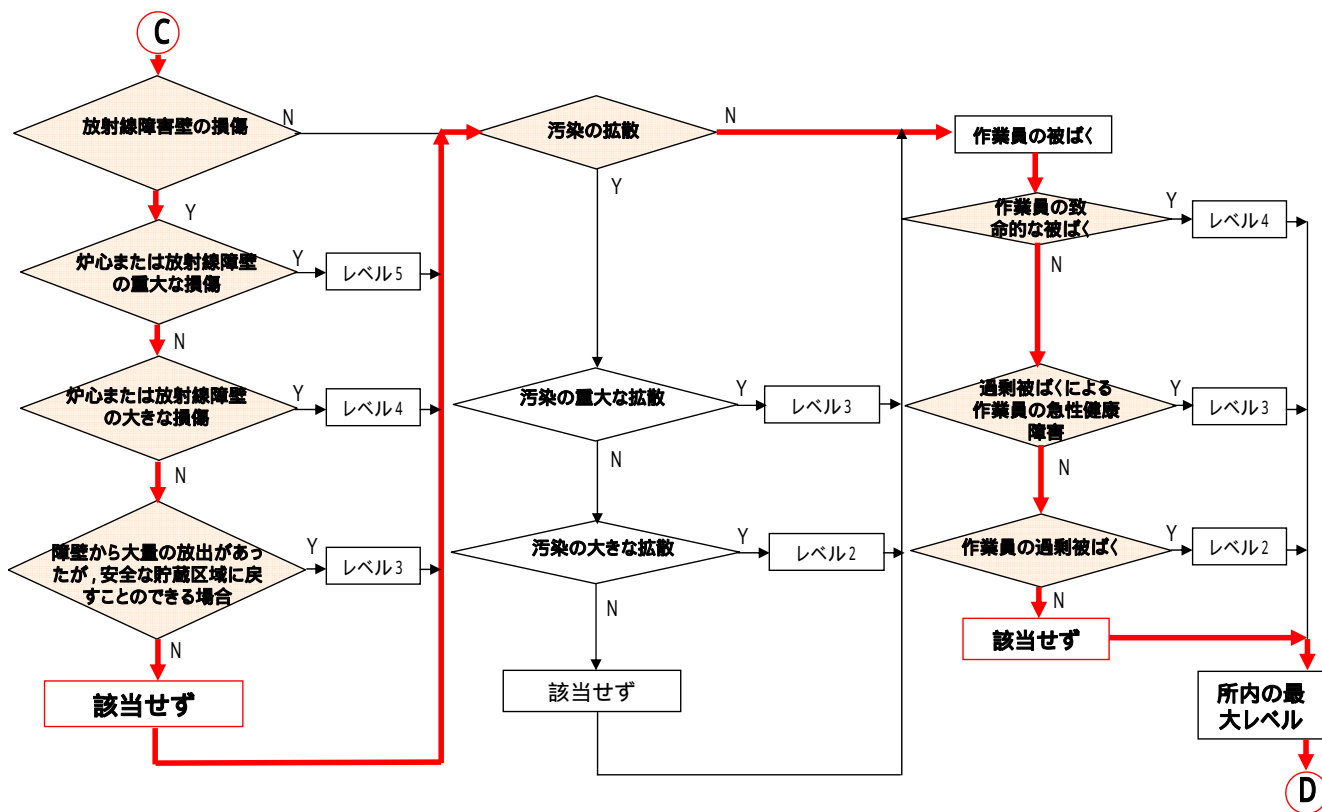 C
放射線障害壁の損傷
N
Y
炉心または放射線障壁
の重大な損傷
Y
レベル5
N
炉心または放射線障壁
の大きな損傷
Y
レベル4
N
障壁から大量の放出があっ
たが,安全な貯蔵区域に戻
すことのできる場合
Y
レベル3
N
該当せず
汚染の拡散
N
Y
汚染の重大な拡散
Y
レベル3
N
汚染の大きな拡散
Y
レベル2
N
該当せず
作業員の被ばく
作業員の致
命的な被ばく
Y
レベル4
N
過剰被ばくによる
作業員の急性健康
障害
Y
レベル3
N
作業員の過剰被ばく
Y
レベル2
N
該当せず
所内の最
大レベル
D